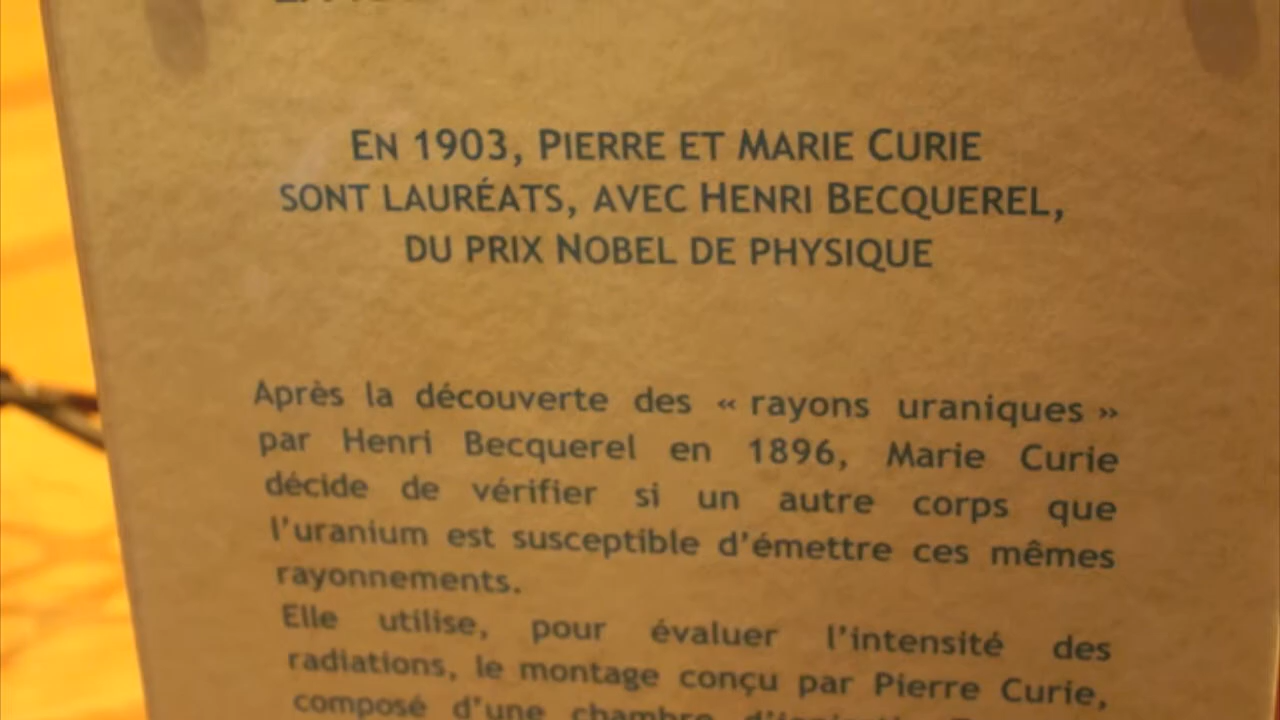 EN 1903, PIERRE ET MARIE CURIE
SONT LAURÉATS, AVEC HENRI BECQUEREL,
DU PRIX NOBEL DE PHYSIQUE
Après la découverte des « rayons uraniques »
par Henri Becquerel en 1896, Marie Curie
décide de vérifier si un autre corps que
l'uranium est susceptible d'émettre ces mêmes
rayonnements.
Elle utilise, pour évaluer l'intensité des
radiations, le montage conçu par Pierre Curie,
composé d'une chambre